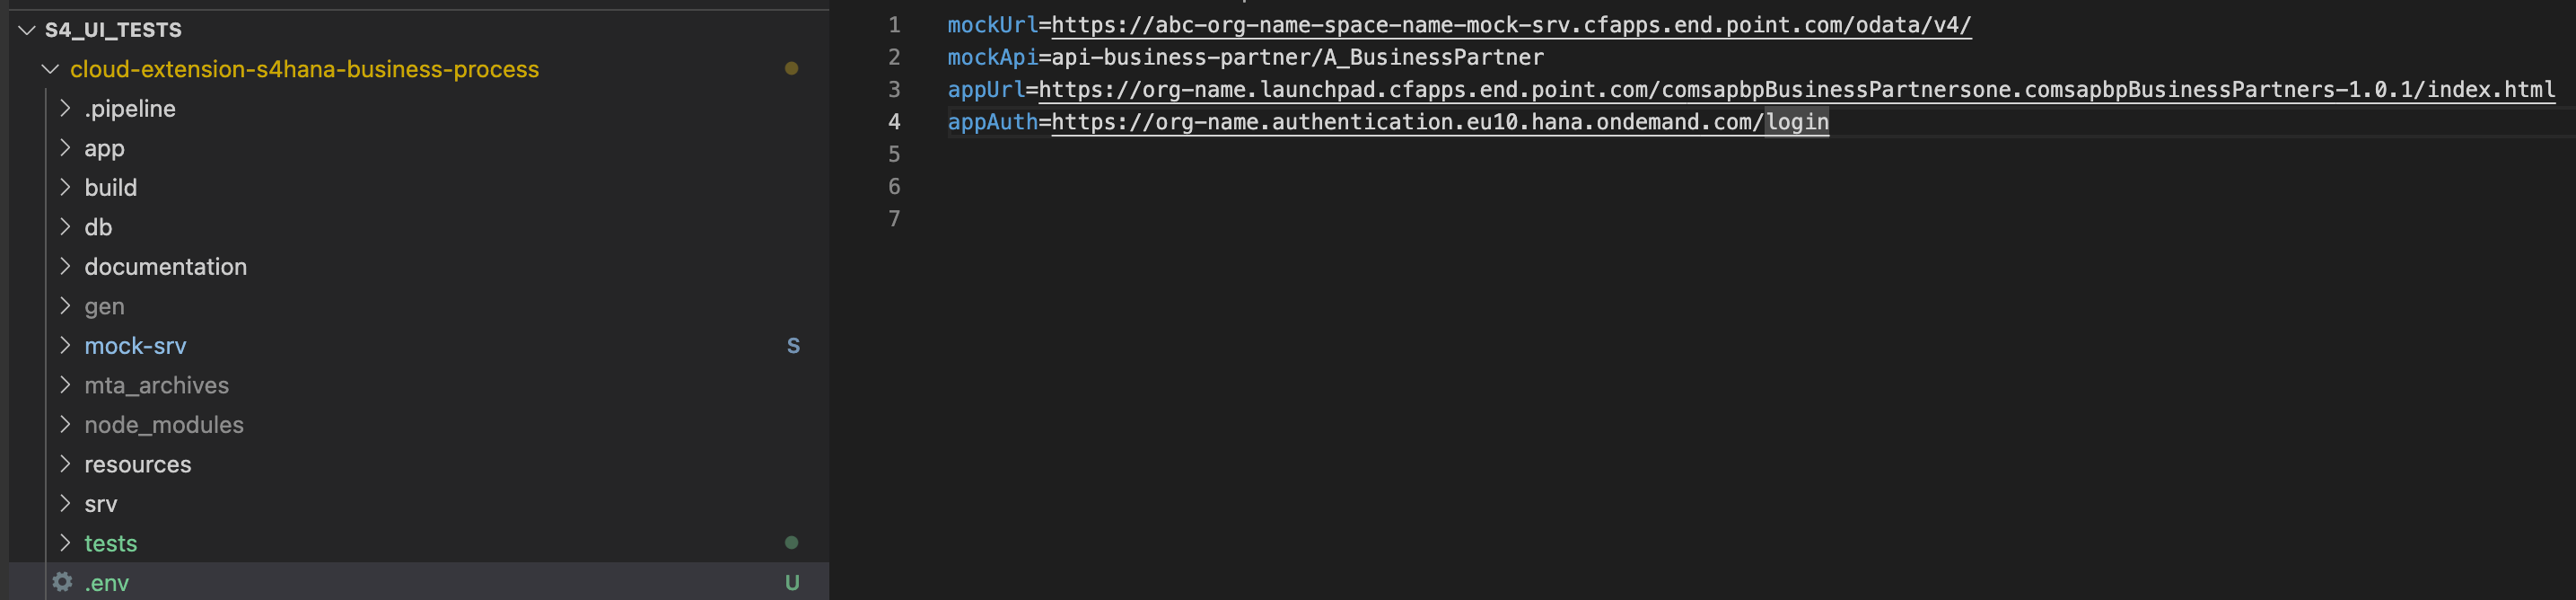 S4_UI_TESTS
cloud-extension-s4hana-business-process
.pipeline
app
build
db
documentation
gen
mock-srv S
mta_archives
node_modules
resources
srv
tests
.env U
1 mockUrl=https://abc-org-name-space-name-mock-srv.cfapps.end.point.com/odata/v4/
2 mockApi=api-business-partner/A_BusinessPartner
3 appUrl=https://org-name.launchpad.cfapps.end.point.com/comsapbpBusinessPartnersone.comsapbpBusinessPartners-1.0.1/index.html
4 appAuth=https://org-name.authentication.eu10.hana.ondemand.com/login
5
6
7